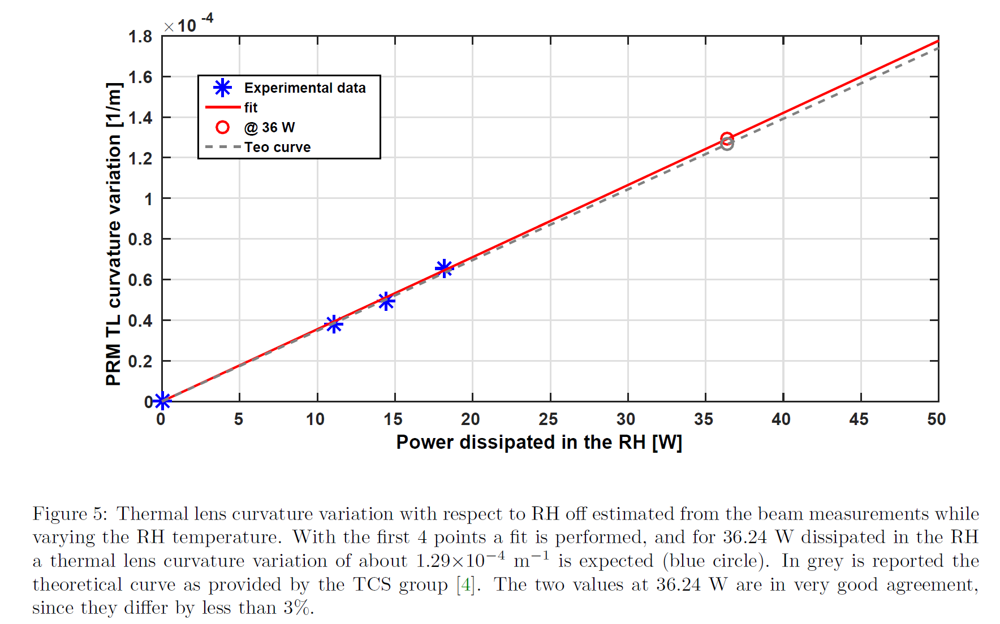 ×10 -4
1.8
1.6
1.4
1.2
1
0.8
0.6
0.4
0.2
0
PRM TL curvature variation [1/m]
Experimental data
fit
@ 36 W
Teo curve
0 5 10 15 20 25 30 35 40 45 50
Power dissipated in the RH [W]
Figure 5: Thermal lens curvature variation with respect to RH off estimated from the beam measurements while
varying the RH temperature. With the first 4 points a fit is performed, and for 36.24 W dissipated in the RH
a thermal lens curvature variation of about 1.29×10⁻⁴ m⁻¹ is expected (blue circle). In grey is reported the
theoretical curve as provided by the TCS group [4]. The two values at 36.24 W are in very good agreement,
since they differ by less than 3%.